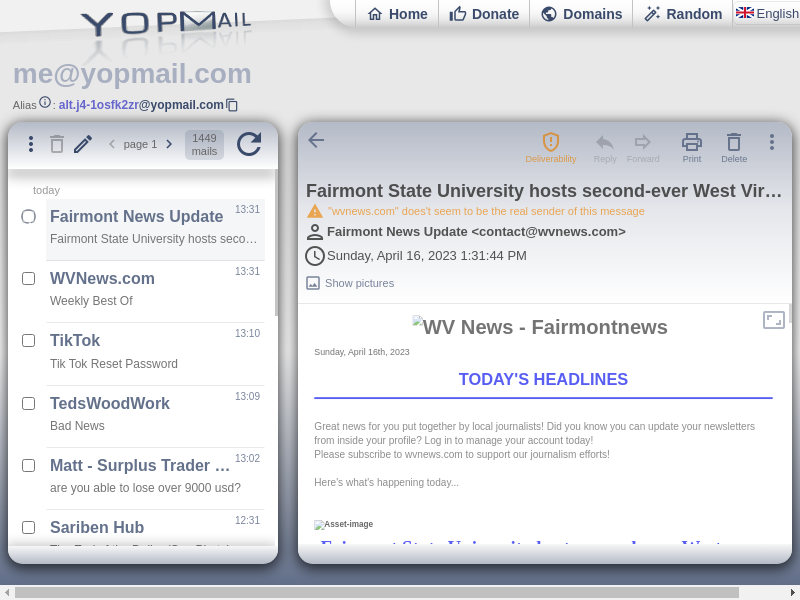 YOPMAIL
Home
Donate
Domains
Random
English
me@yopmail.com
Alias : alt.j4-1osfk2zr@yopmail.com
page 1
1449
mails
today
Fairmont News Update 13:31
Fairmont State University hosts seco…
WVNews.com 13:31
Weekly Best Of
TikTok 13:10
Tik Tok Reset Password
TedsWoodWork 13:09
Bad News
Matt - Surplus Trader … 13:02
are you able to lose over 9000 usd?
Sariben Hub 12:31
Deliverability
Reply
Forward
Print
Delete
Fairmont State University hosts second-ever West Vir…
"wvnews.com" does't seem to be the real sender of this message
Fairmont News Update <contact@wvnews.com>
Sunday, April 16, 2023 1:31:44 PM
Show pictures
WV News - Fairmontnews
Sunday, April 16th, 2023
TODAY'S HEADLINES
Great news for you put together by local journalists! Did you know you can update your newsletters
from inside your profile? Log in to manage your account today!
Please subscribe to wvnews.com to support our journalism efforts!
Here's what's happening today...
Asset-image